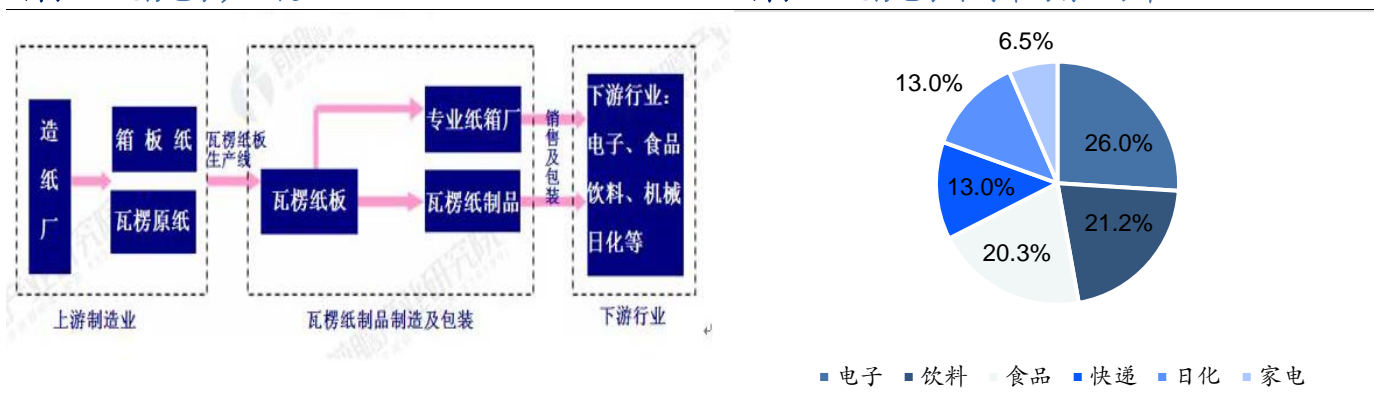 造纸厂
箱板纸
瓦楞原纸
瓦楞纸板
生产线
瓦楞纸板
专业纸箱厂
瓦楞纸制品
销售及包装
下游行业:
电子、食品
饮料、机械
日化等
上游制造业
瓦楞纸制品制造及包装
下游行业
6.5%
13.0%
26.0%
13.0%
21.2%
20.3%
电子 饮料 食品 快递 日化 家电